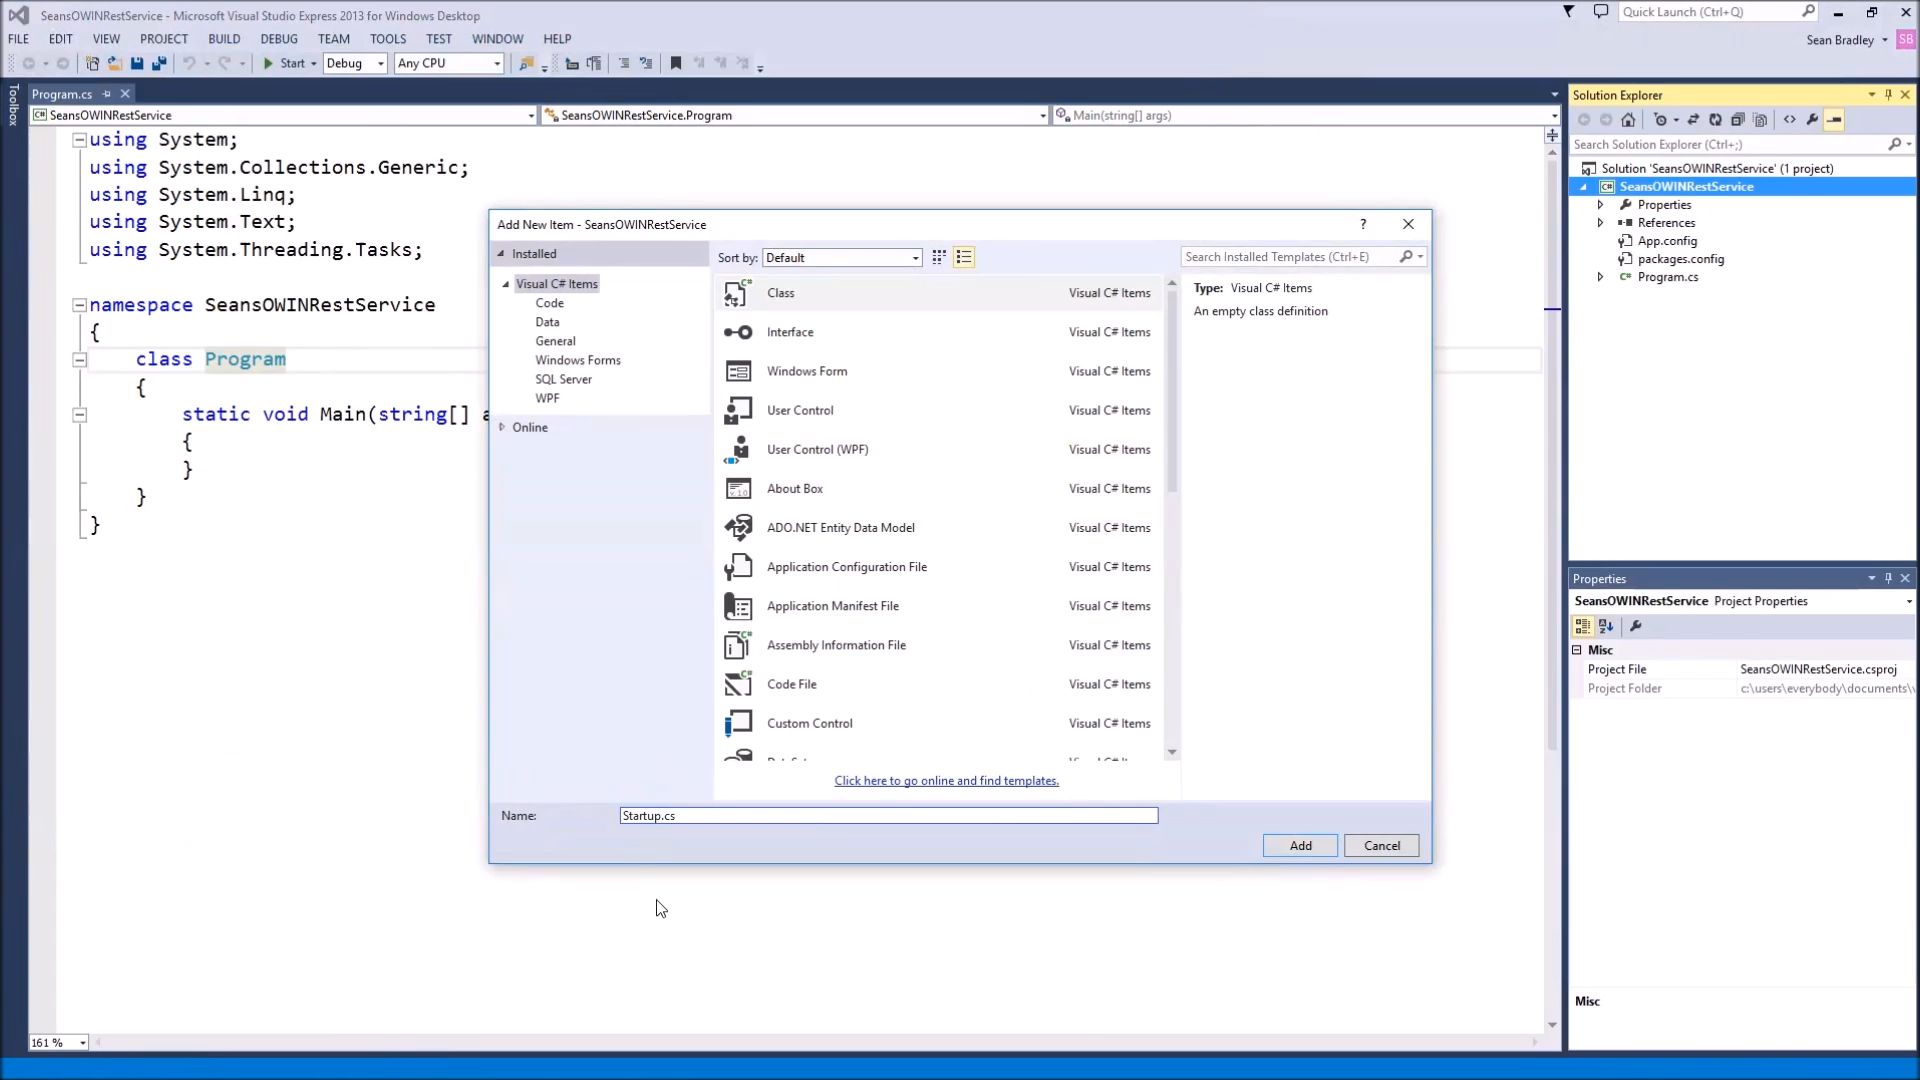 SeansOWINRestService - Microsoft Visual Studio Express 2013 for Windows Desktop
Quick Launch (Ctrl+Q)
FILE EDIT VIEW PROJECT BUILD DEBUG TEAM TOOLS TEST WINDOW HELP
Sean Bradley SB
Start Debug Any CPU
Toolbox
Program.cs
SeansOWINRestService SeansOWINRestService.Program Main(string[] args)
using System;
using System.Collections.Generic;
using System.Linq;
using System.Text;
using System.Threading.Tasks;
namespace SeansOWINRestService
{
class Program
{
static void Main(string[] a
{
}
}
}
161 %
Add New Item - SeansOWINRestService
?
Installed
Visual C# Items
Code
Data
General
Windows Forms
SQL Server
WPF
Online
Sort by: Default
Search Installed Templates (Ctrl+E)
Class Visual C# Items
Interface Visual C# Items
Windows Form Visual C# Items
User Control Visual C# Items
User Control (WPF) Visual C# Items
About Box Visual C# Items
ADO.NET Entity Data Model Visual C# Items
Application Configuration File Visual C# Items
Application Manifest File Visual C# Items
Assembly Information File Visual C# Items
Code File Visual C# Items
Custom Control Visual C# Items
Click here to go online and find templates.
Type: Visual C# Items
An empty class definition
Name: Startup.cs
Add Cancel
Solution Explorer
Search Solution Explorer (Ctrl+;)
Solution 'SeansOWINRestService' (1 project)
SeansOWINRestService
Properties
References
App.config
packages.config
Program.cs
Properties
SeansOWINRestService Project Properties
Misc
Project File SeansOWINRestService.csproj
Project Folder c:\users\everybody\documents\
Misc